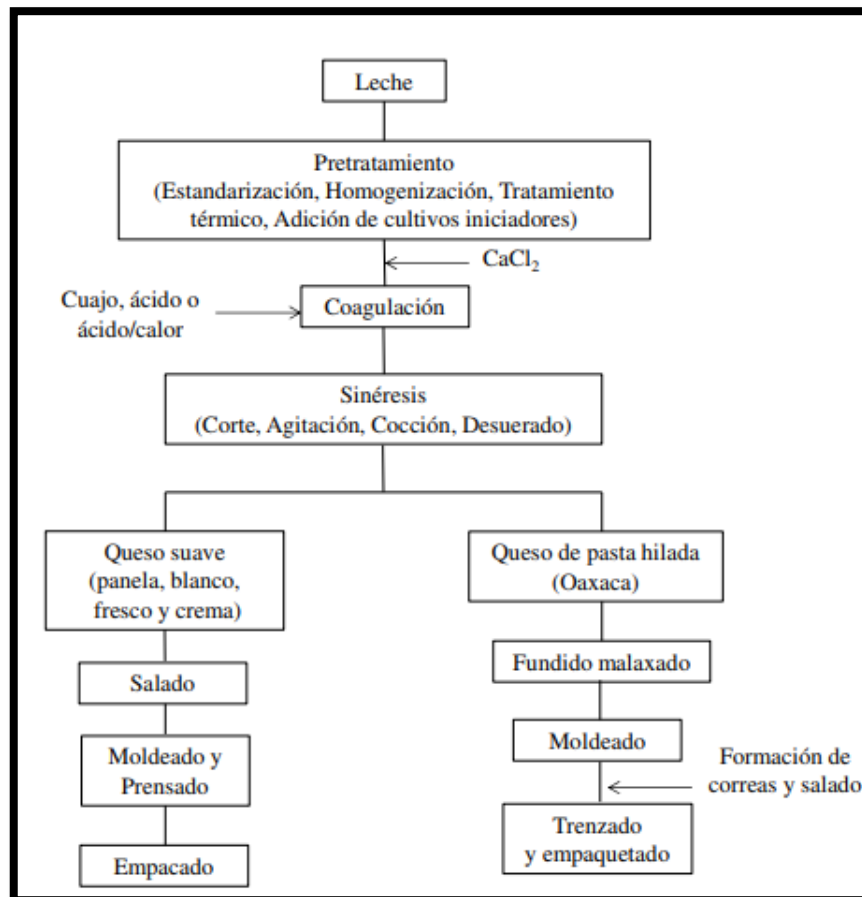 Leche
Pretratamiento
(Estandarización, Homogenización, Tratamiento
térmico, Adición de cultivos iniciadores)
CaCl₂
Cuajo, ácido o
ácido/calor
Coagulación
Sinéresis
(Corte, Agitación, Cocción, Desuerado)
Queso suave
(panela, blanco,
fresco y crema)
Salado
Moldeado y
Prensado
Empacado
Queso de pasta hilada
(Oaxaca)
Fundido malaxado
Moldeado
Formación de
correas y salado
Trenzado
y empaquetado